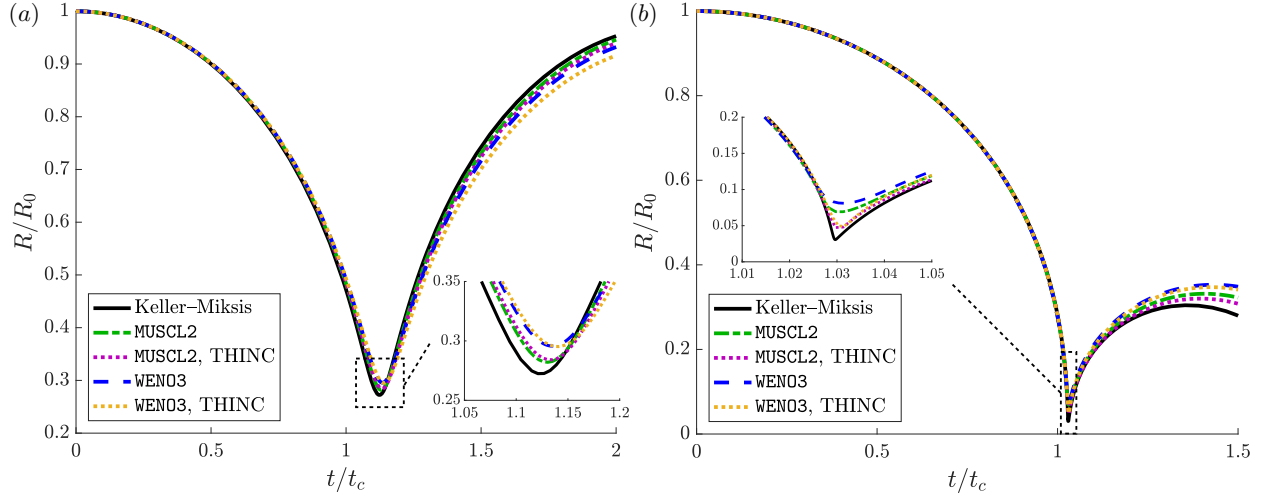 (a)
R/R₀
1
0.9
0.8
0.7
0.6
0.5
0.4
0.3
0.2
0 0.5 1 1.5 2
t/t_c
Keller–Miksis
MUSCL2
MUSCL2, THINC
WENO3
WENO3, THINC
0.35
0.3
0.25
1.05 1.1 1.15 1.2
(b)
R/R₀
1
0.8
0.6
0.4
0.2
0
0 0.5 1 1.5
t/t_c
0.2
0.15
0.1
0.05
0
1.01 1.02 1.03 1.04 1.05
Keller–Miksis
MUSCL2
MUSCL2, THINC
WENO3
WENO3, THINC